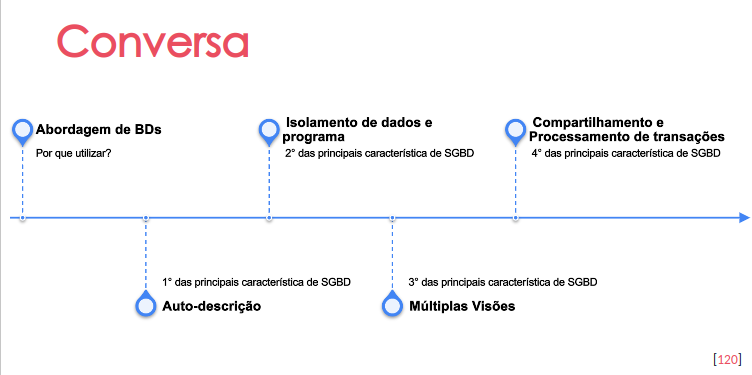 Conversa
Abordagem de BDs
Por que utilizar?
Isolamento de dados e
programa
2° das principais característica de SGBD
Compartilhamento e
Processamento de transações
4° das principais característica de SGBD
1° das principais característica de SGBD
Auto-descrição
3° das principais característica de SGBD
Múltiplas Visões
[120]